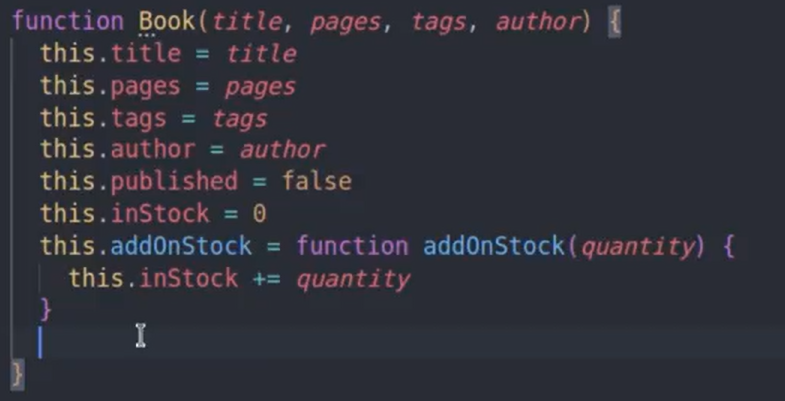 function Book(title, pages, tags, author) {
  this.title = title
  this.pages = pages
  this.tags = tags
  this.author = author
  this.published = false
  this.inStock = 0
  this.addOnStock = function addOnStock(quantity) {
    this.inStock += quantity
  }
}